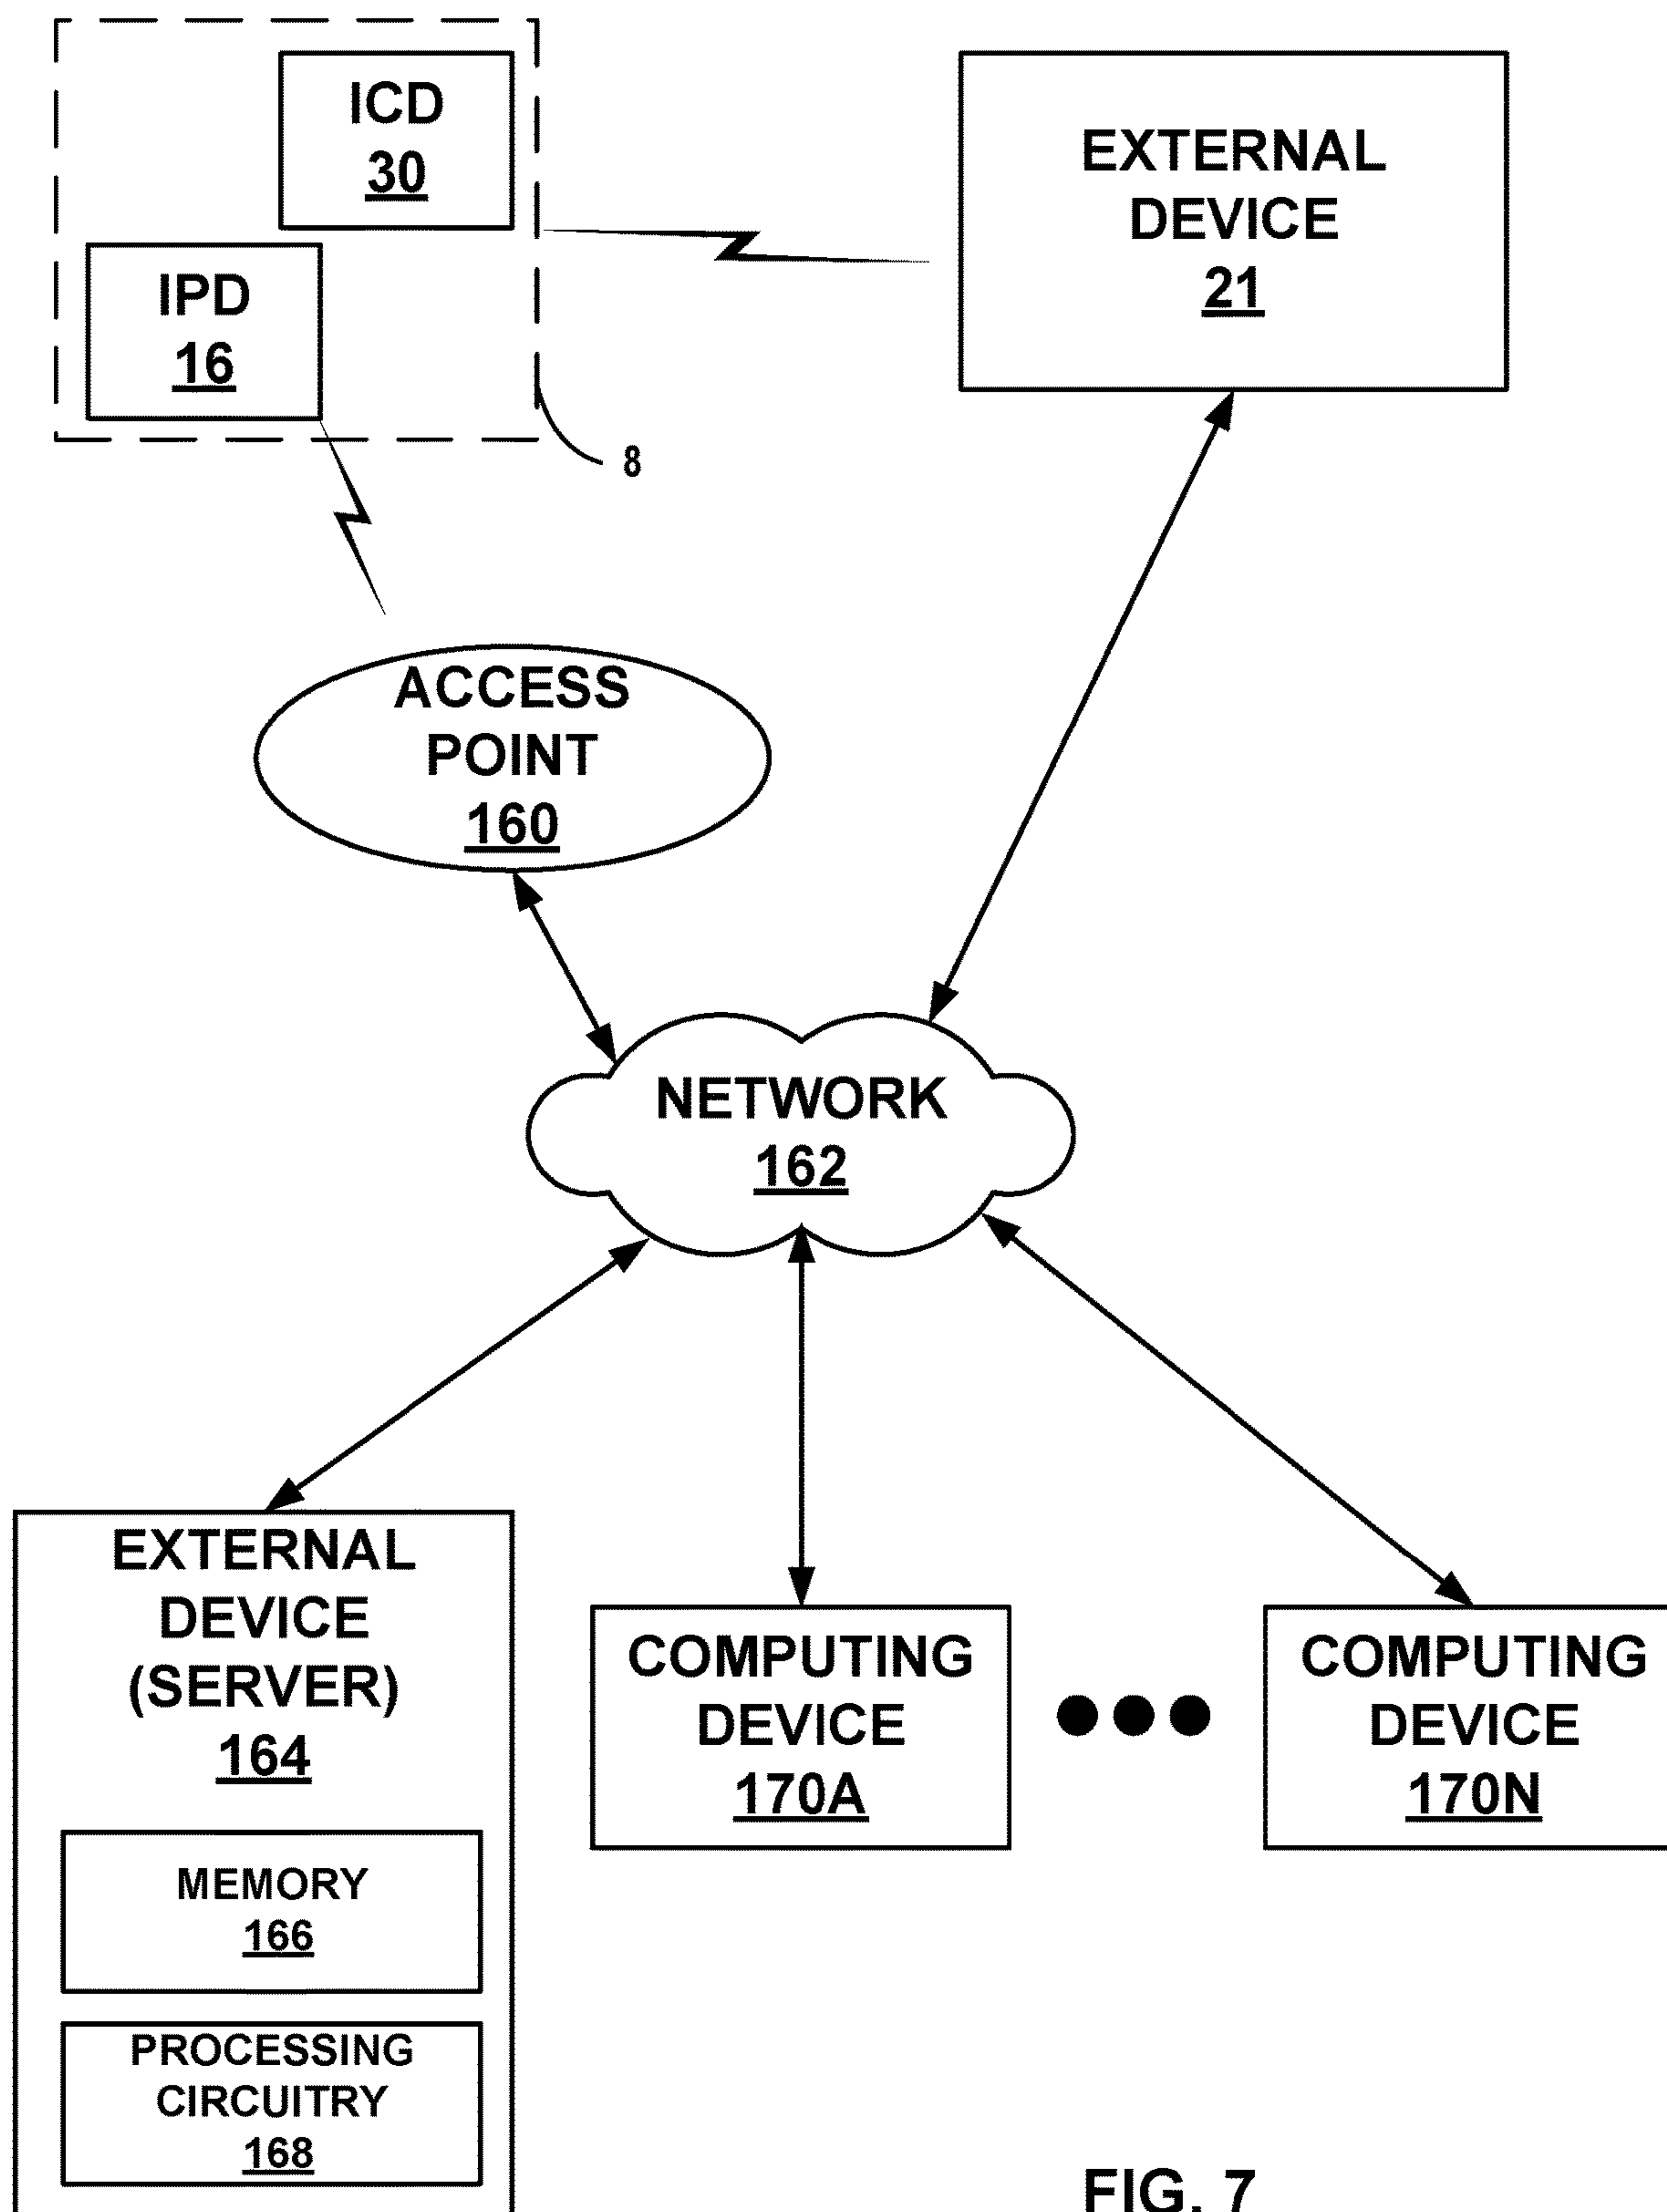 ICD
30
IPD
16
8
EXTERNAL
DEVICE
21
ACCESS
POINT
160
NETWORK
162
EXTERNAL
DEVICE
(SERVER)
164
MEMORY
166
PROCESSING
CIRCUITRY
168
COMPUTING
DEVICE
170A
COMPUTING
DEVICE
170N
FIG. 7